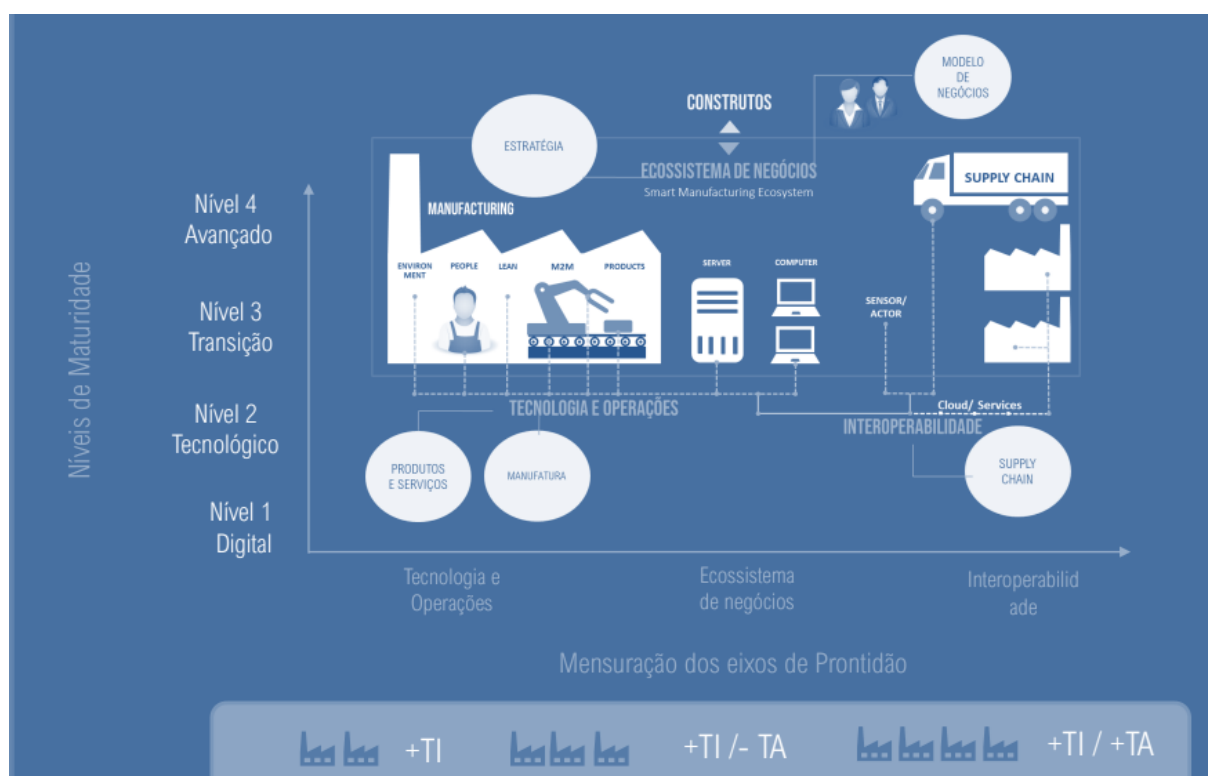 MODELO
DE
NEGÓCIOS
CONSTRUTOS
ESTRATÉGIA
ECOSSISTEMA DE NEGÓCIOS
Smart Manufacturing Ecosystem
SUPPLY CHAIN
Nível 4
Avançado
MANUFACTURING
ENVIRON
MENT
PEOPLE
LEAN
M2M
PRODUCTS
SERVER
COMPUTER
SENSOR/
ACTOR
Níveis de Maturidade
Nível 3
Transição
Nível 2
Tecnológico
TECNOLOGIA E OPERAÇÕES
Cloud/ Services
INTEROPERABILIDADE
PRODUTOS
E SERVIÇOS
MANUFATURA
SUPPLY
CHAIN
Nível 1
Digital
Tecnologia e
Operações
Ecossistema
de negócios
Interoperabilid
ade
Mensuração dos eixos de Prontidão
+TI
+TI /- TA
+TI / +TA